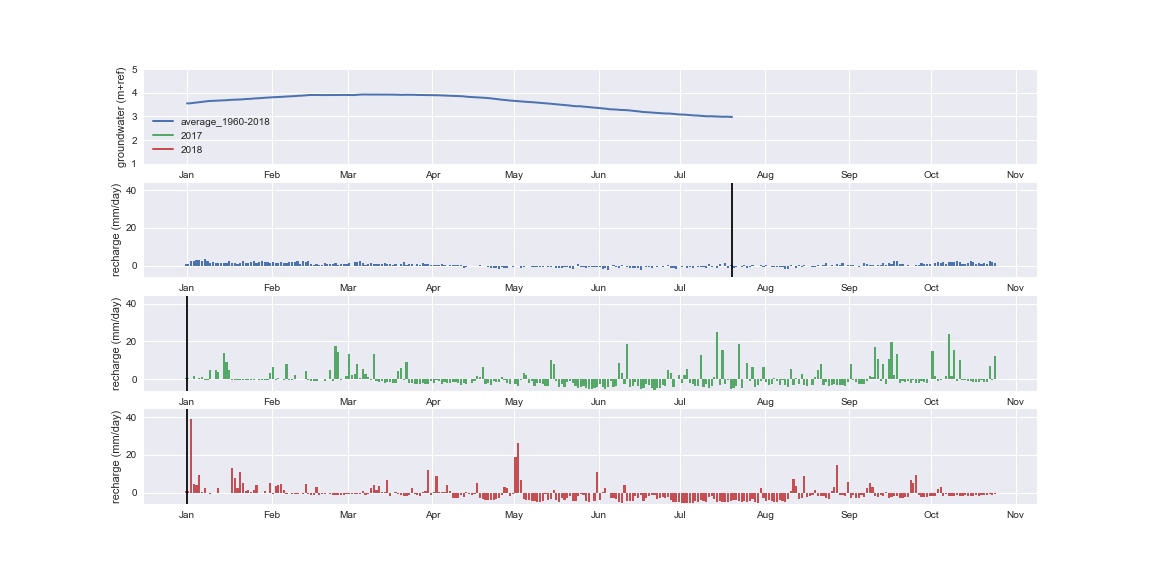 groundwater (m+ref)
5
4
3
2
1
average_1960-2018
2017
2018
Jan Feb Mar Apr May Jun Jul Aug Sep Oct Nov
recharge (mm/day)
40
20
0
Jan Feb Mar Apr May Jun Jul Aug Sep Oct Nov
recharge (mm/day)
40
20
0
Jan Feb Mar Apr May Jun Jul Aug Sep Oct Nov
recharge (mm/day)
40
20
0
Jan Feb Mar Apr May Jun Jul Aug Sep Oct Nov